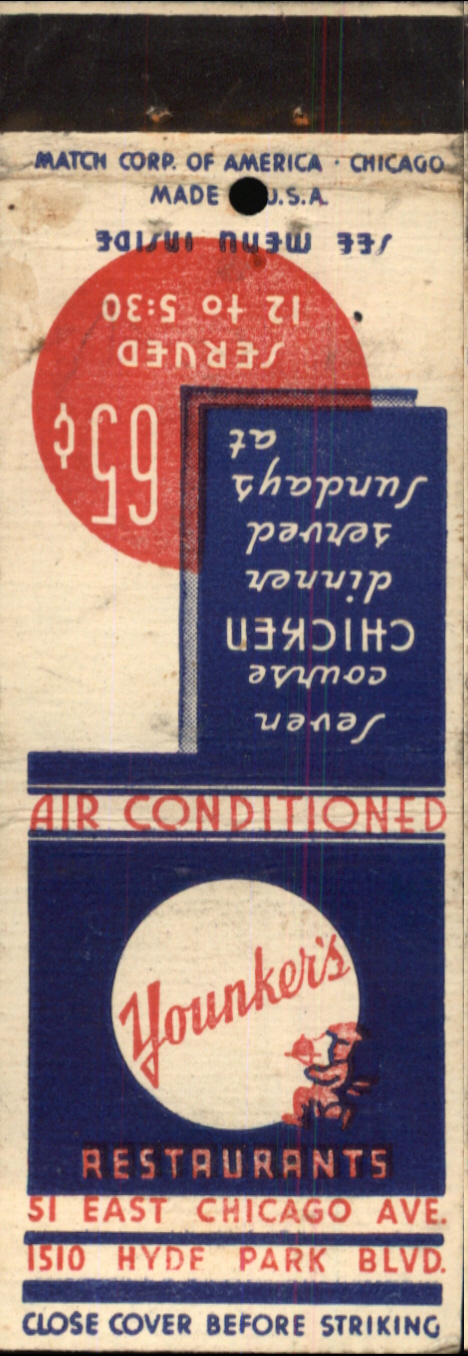 MATCH CORP. OF AMERICA · CHICAGO
MADE U.S.A.
Seven
course
CHICKEN
dinner
served
Sundays
at
65¢
SERVED
12 to 5:30
SEE MENU INSIDE
AIR CONDITIONED
Younker's
RESTAURANTS
51 EAST CHICAGO AVE.
1510 HYDE PARK BLVD.
CLOSE COVER BEFORE STRIKING